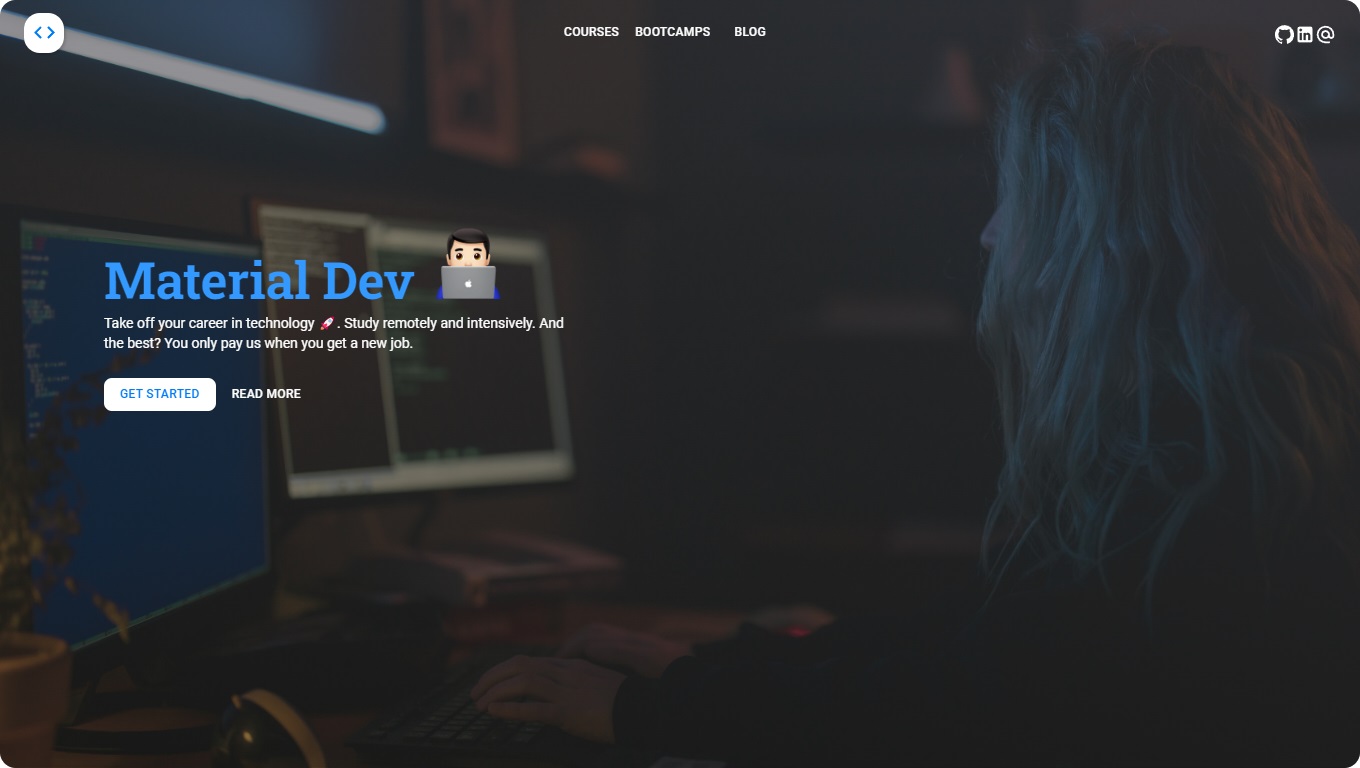 COURSES BOOTCAMPS BLOG
Material Dev 👨🏻‍💻
Take off your career in technology 🚀. Study remotely and intensively. And
the best? You only pay us when you get a new job.
GET STARTED READ MORE